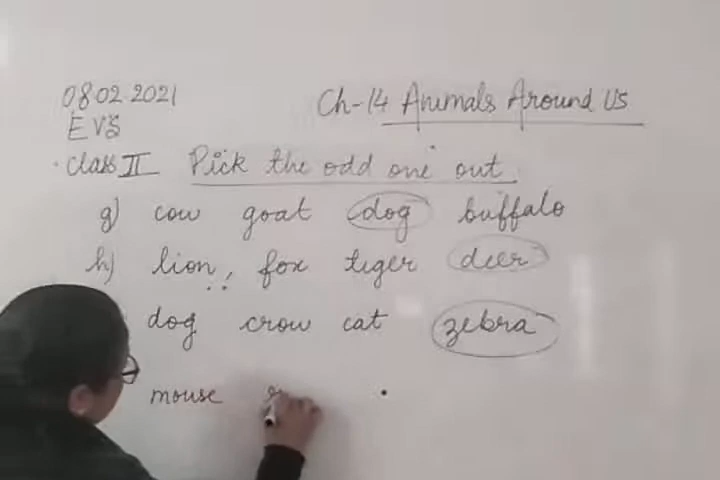 08.02.2021
Ch-14 Animals Around Us
EVS
Class II Pick the odd one out
g) cow goat dog buffalo
h) lion fox tiger deer
dog crow cat zebra
mouse